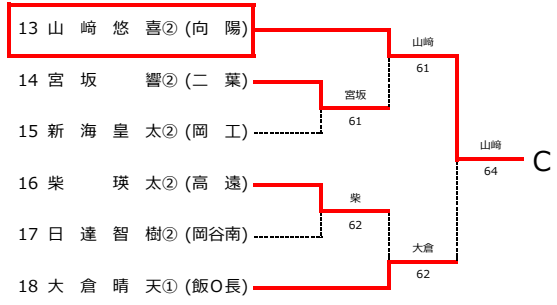 13 山 﨑 悠 喜② (向 陽)
山﨑
61
14 宮 坂 響② (二 葉)
宮坂
61
15 新 海 皇 太② (岡 工)
山﨑
64
C
16 柴 瑛 太② (高 遠)
柴
62
17 日 達 智 樹② (岡谷南)
大倉
62
18 大 倉 晴 天① (飯O長)